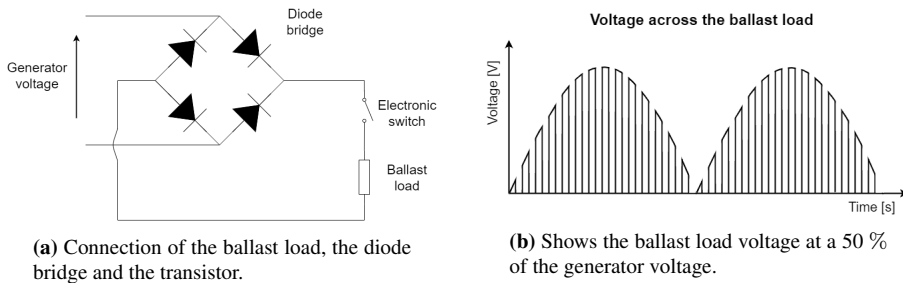 Diode
bridge
Generator
voltage
Electronic
switch
Ballast
load
(a) Connection of the ballast load, the diode
bridge and the transistor.
Voltage across the ballast load
Voltage [V]
Time [s]
(b) Shows the ballast load voltage at a 50 %
of the generator voltage.